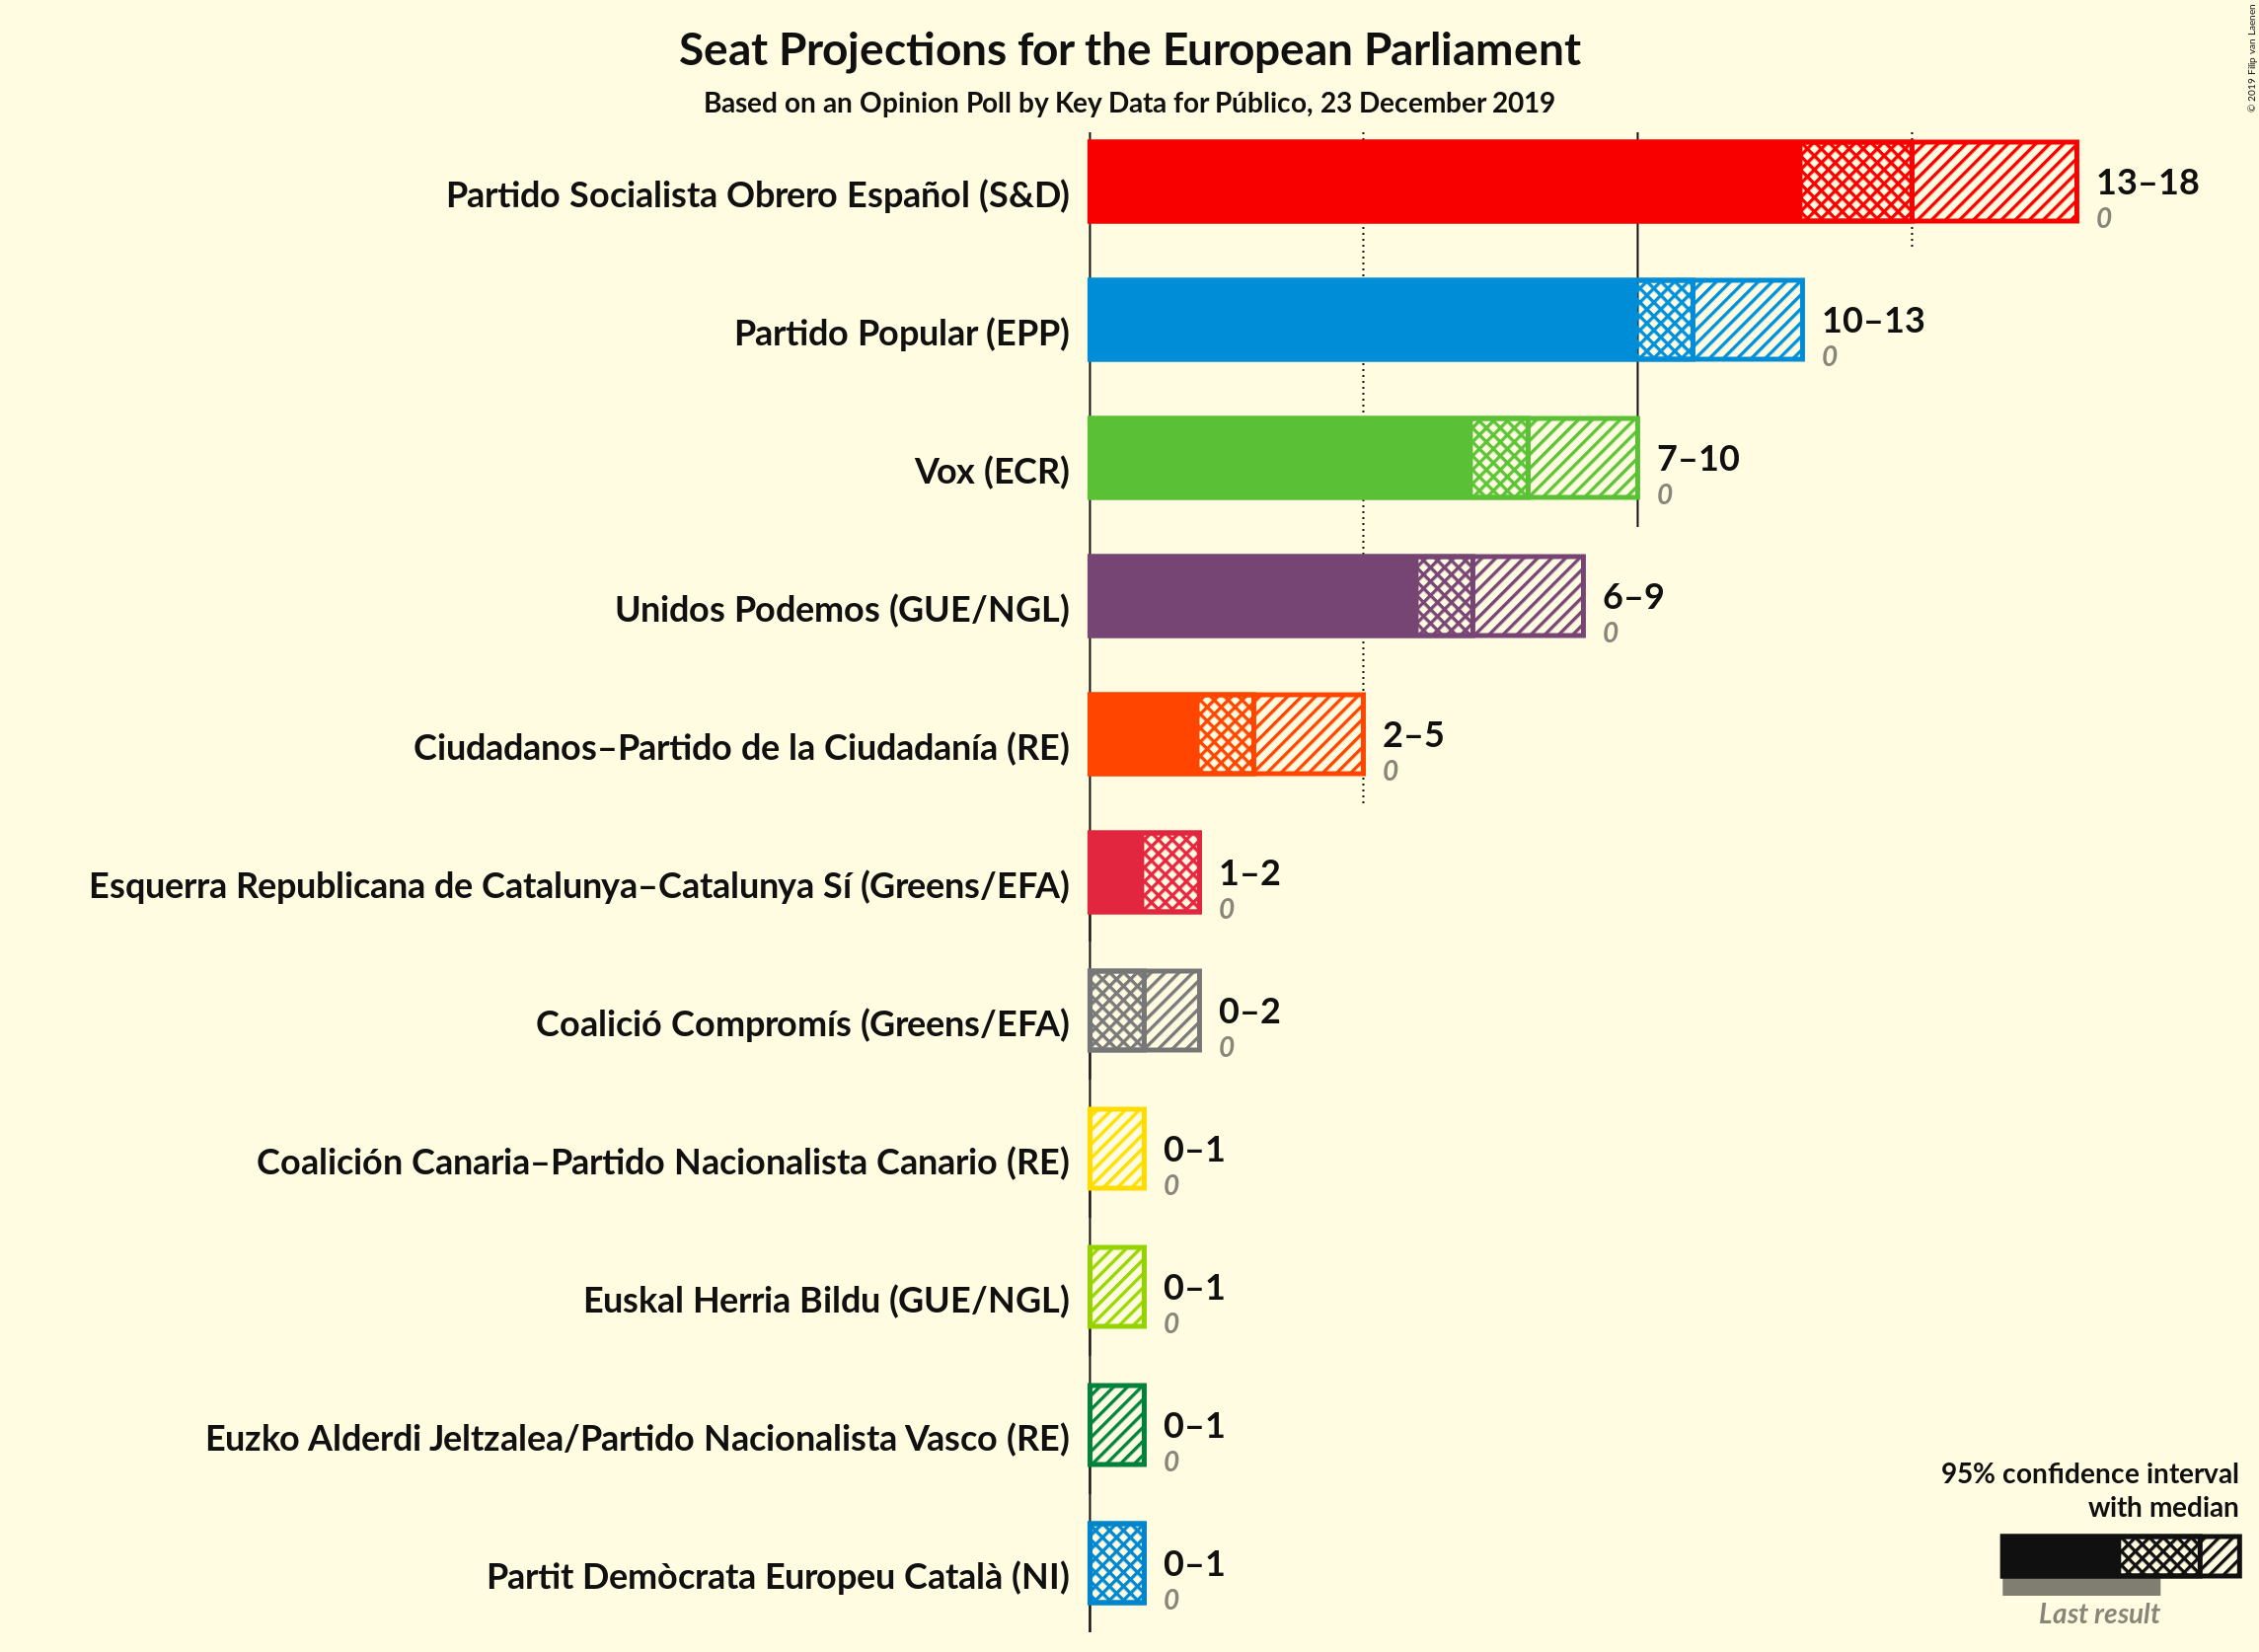 Seat Projections for the European Parliament
Based on an Opinion Poll by Key Data for Público, 23 December 2019
© 2019 Filip van Laenen
Partido Socialista Obrero Español (S&D)
13–18
0
Partido Popular (EPP)
10–13
0
Vox (ECR)
7–10
0
Unidos Podemos (GUE/NGL)
6–9
0
Ciudadanos–Partido de la Ciudadanía (RE)
2–5
0
Esquerra Republicana de Catalunya–Catalunya Sí (Greens/EFA)
1–2
0
Coalició Compromís (Greens/EFA)
0–2
0
Coalición Canaria–Partido Nacionalista Canario (RE)
0–1
0
Euskal Herria Bildu (GUE/NGL)
0–1
0
Euzko Alderdi Jeltzalea/Partido Nacionalista Vasco (RE)
0–1
0
Partit Demòcrata Europeu Català (NI)
0–1
0
95% confidence interval
with median
Last result